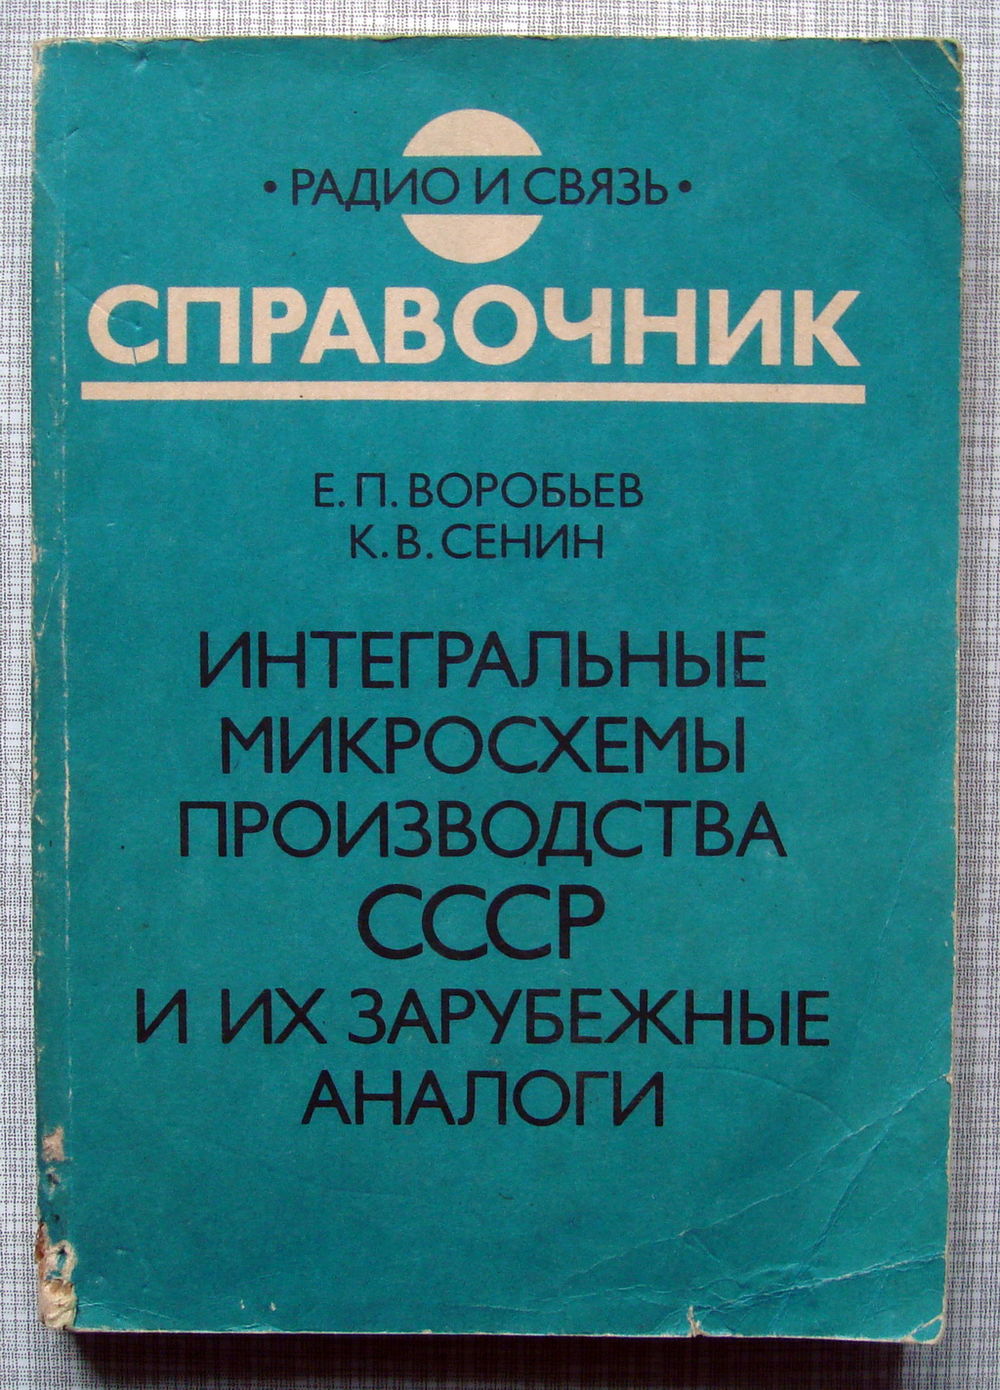 • РАДИО И СВЯЗЬ •
СПРАВОЧНИК
Е. П. ВОРОБЬЕВ
К. В. СЕНИН
ИНТЕГРАЛЬНЫЕ
МИКРОСХЕМЫ
ПРОИЗВОДСТВА
СССР
И ИХ ЗАРУБЕЖНЫЕ
АНАЛОГИ